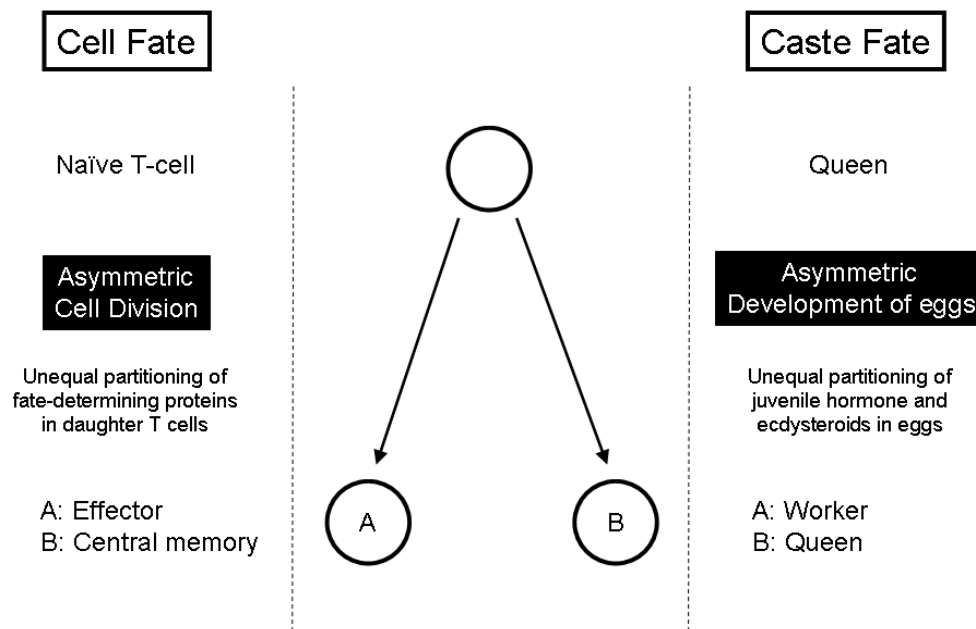 Cell Fate
Caste Fate
Naïve T-cell
Queen
Asymmetric
Cell Division
Asymmetric
Development of eggs
Unequal partitioning of
fate-determining proteins
in daughter T cells
Unequal partitioning of
juvenile hormone and
ecdysteroids in eggs
A: Effector
B: Central memory
A
B
A: Worker
B: Queen